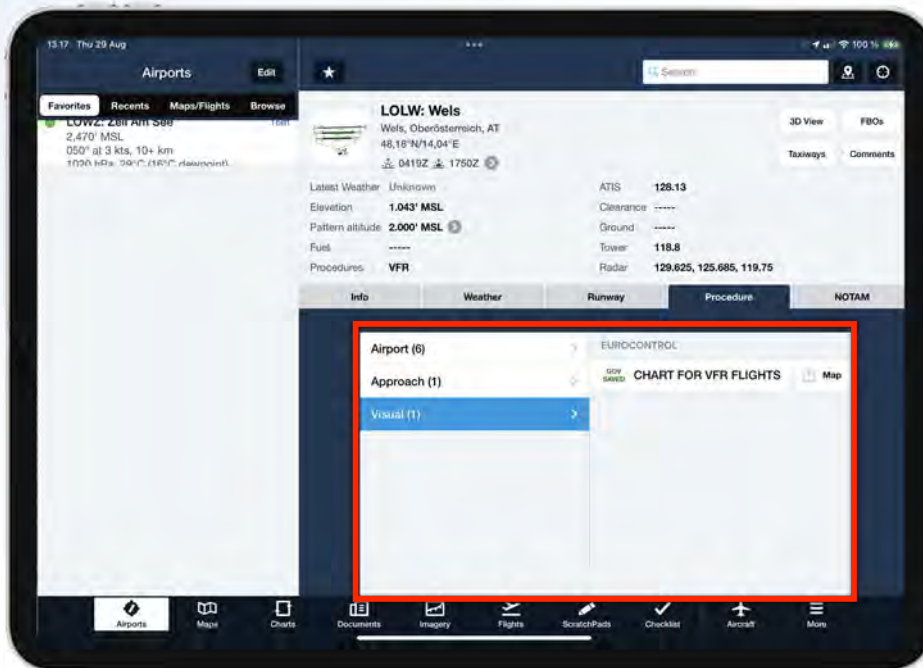 13.17 Thu 29 Aug
100 %
Airports
Edit
Search
Favorites Recents Maps/Flights Browse
LOWZ: Zell Am See
2.470' MSL
050° at 3 kts, 10+ km
1020 hPa, 29°C (16°C dewpoint)
LOLW: Wels
Wels, Oberösterreich, AT
48,18°N/14,04°E
0419Z 1750Z
3D View
FBOs
Taxiways
Comments
Latest Weather Unknown
Elevation 1.043' MSL
Pattern altitude 2.000' MSL
Fuel -----
Procedures VFR
ATIS 128.13
Clearance -----
Ground -----
Tower 118.8
Radar 129.625, 125.685, 119.75
Info Weather Runway Procedure NOTAM
Airport (6)
Approach (1)
Visual (1)
EUROCONTROL
GOV
SAVED
CHART FOR VFR FLIGHTS
Map
Airports Maps Charts Documents Imagery Flights ScratchPads Checklist Aircraft More